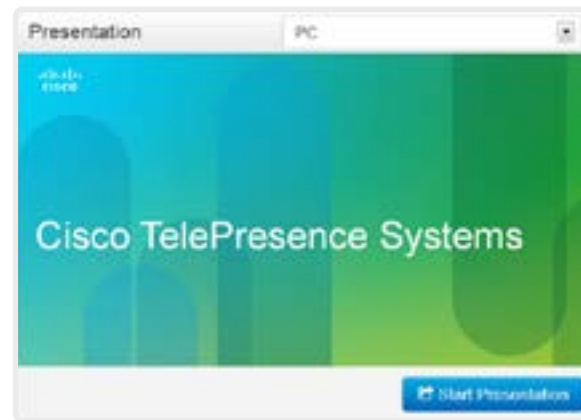 Presentation
PC
cisco
Cisco TelePresence Systems
Start Presentation